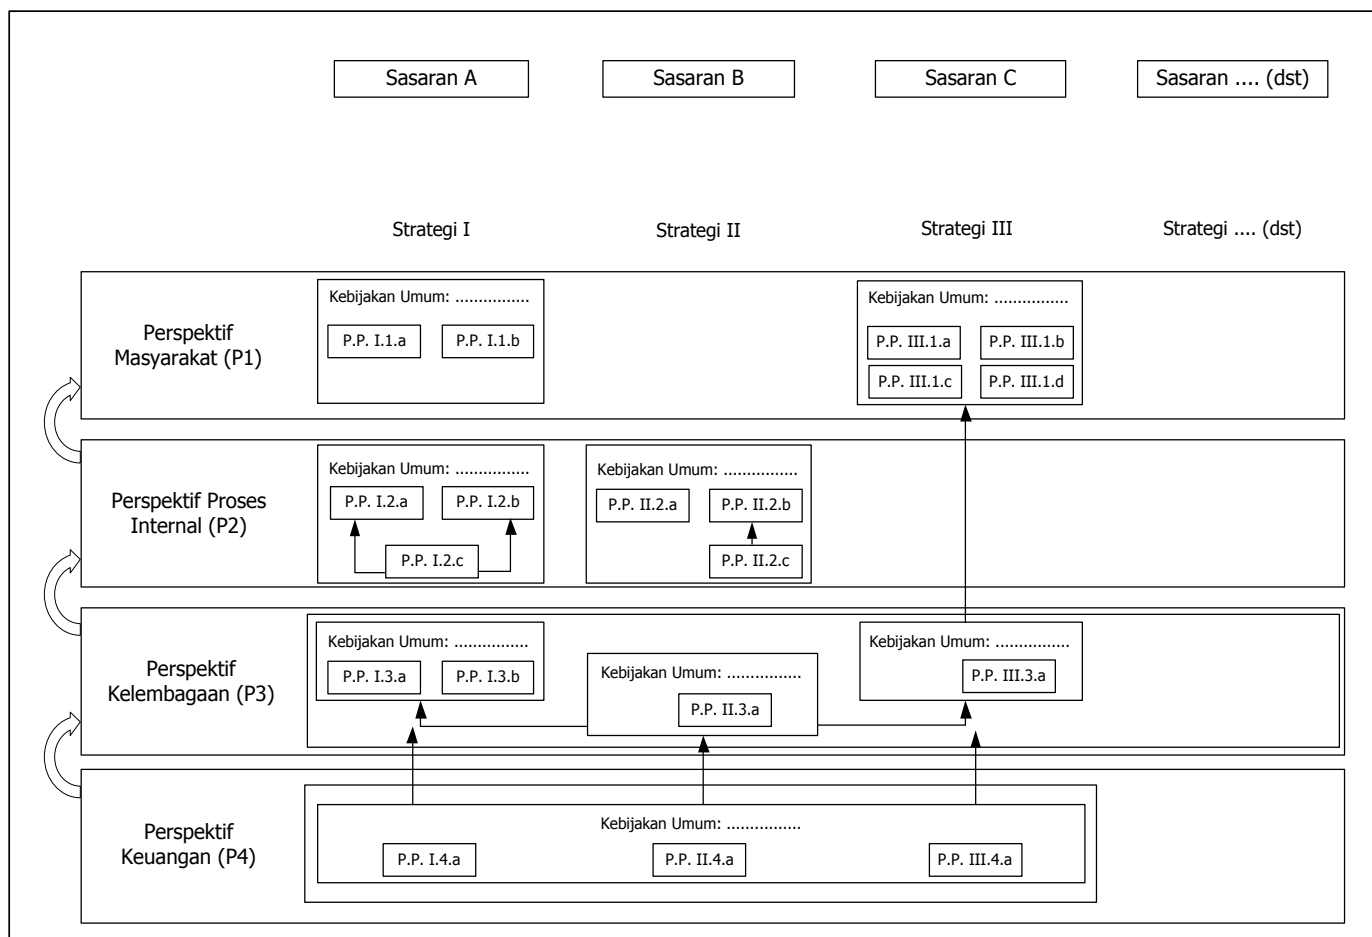 Sasaran A
Sasaran B
Sasaran C
Sasaran .... (dst)
Strategi I
Strategi II
Strategi III
Strategi .... (dst)
Perspektif
Masyarakat (P1)
Kebijakan Umum: ................
P.P. I.1.a
P.P. I.1.b
Kebijakan Umum: ................
P.P. III.1.a
P.P. III.1.b
P.P. III.1.c
P.P. III.1.d
Perspektif Proses
Internal (P2)
Kebijakan Umum: ................
P.P. I.2.a
P.P. I.2.b
P.P. I.2.c
Kebijakan Umum: ................
P.P. II.2.a
P.P. II.2.b
P.P. II.2.c
Perspektif
Kelembagaan (P3)
Kebijakan Umum: ................
P.P. I.3.a
P.P. I.3.b
Kebijakan Umum: ................
P.P. II.3.a
Kebijakan Umum: ................
P.P. III.3.a
Perspektif
Keuangan (P4)
Kebijakan Umum: ................
P.P. I.4.a
P.P. II.4.a
P.P. III.4.a